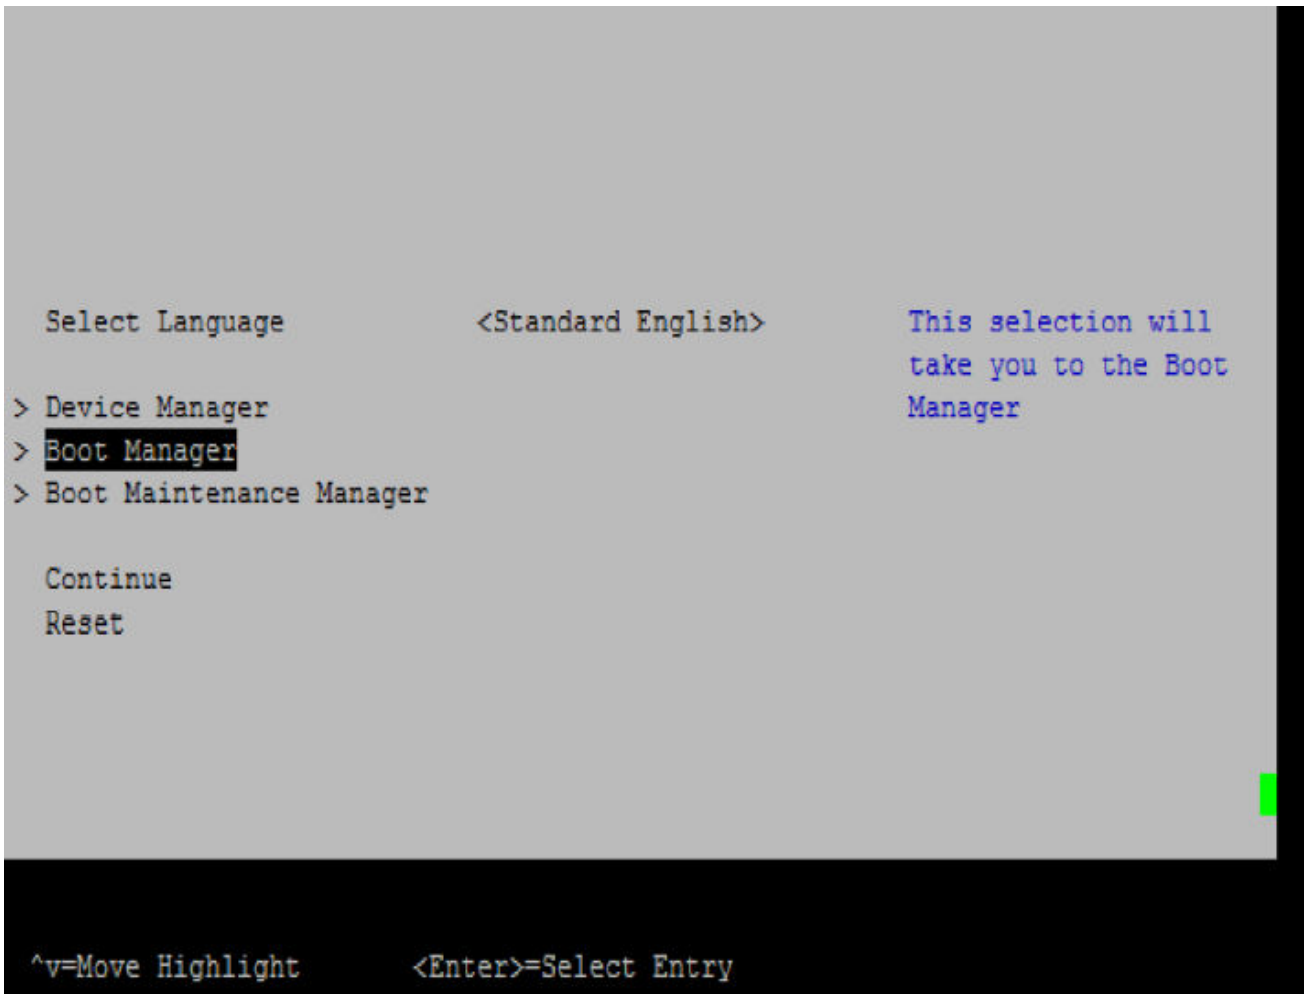 Select Language <Standard English> This selection will
take you to the Boot
> Device Manager Manager
> Boot Manager
> Boot Maintenance Manager
Continue
Reset
^v=Move Highlight <Enter>=Select Entry